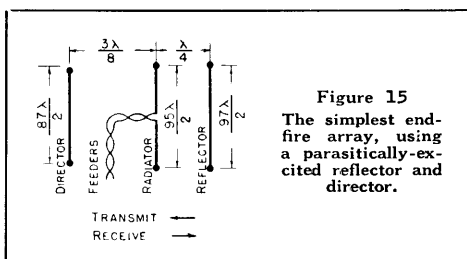 3λ
8
λ
4
87λ
2
DIRECTOR
FEEDERS
RADIATOR
95λ
2
REFLECTOR
97λ
2
TRANSMIT ←
RECEIVE →
Figure 15
The simplest end-
fire array, using
a parasitically-ex-
cited reflector and
director.